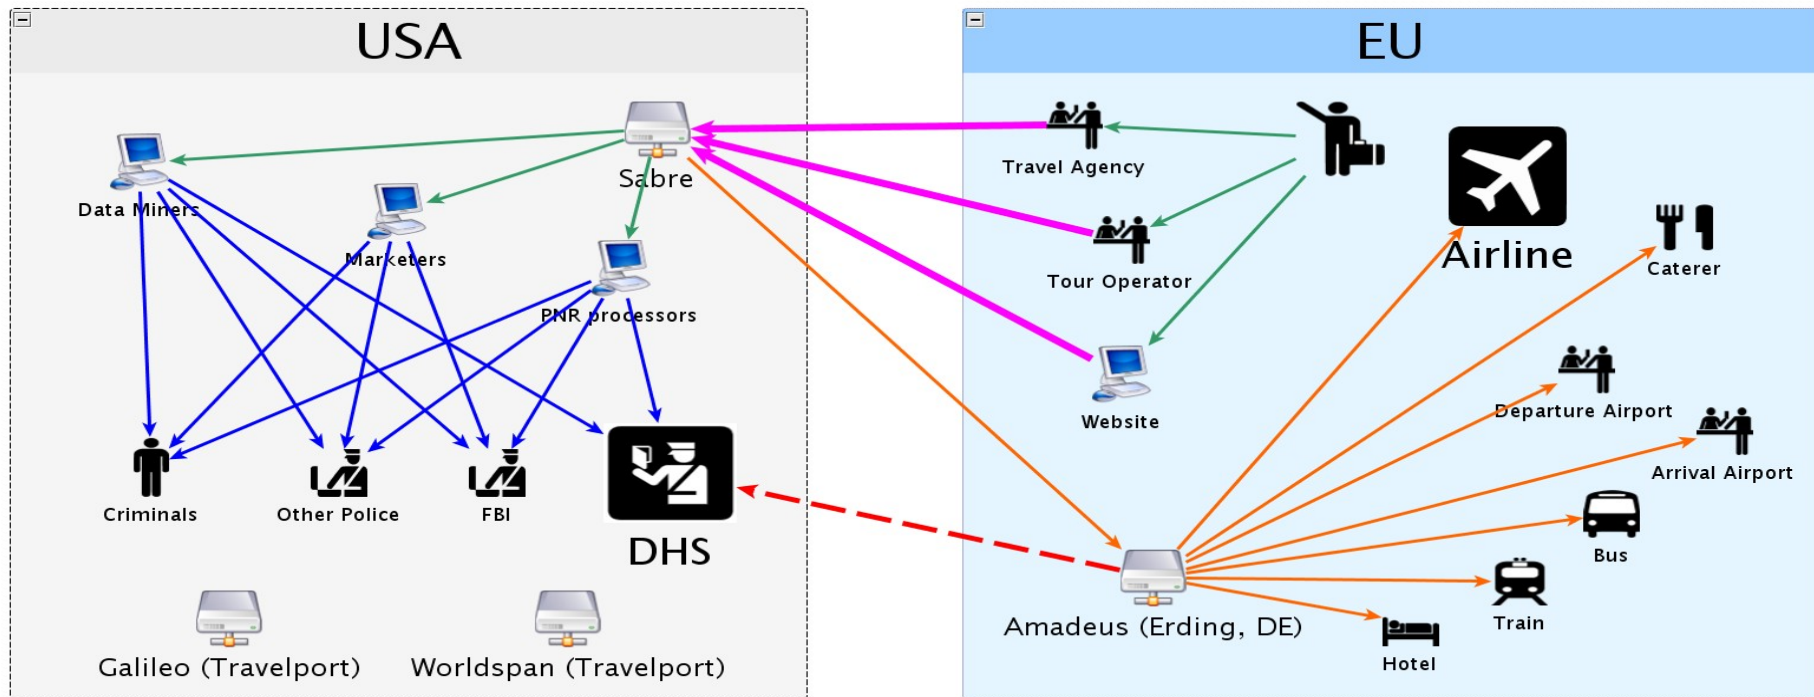 USA
EU
Sabre
Data Miners
Marketers
PNR processors
Criminals
Other Police
FBI
DHS
Galileo (Travelport)
Worldspan (Travelport)
Travel Agency
Tour Operator
Website
Airline
Caterer
Departure Airport
Arrival Airport
Bus
Train
Hotel
Amadeus (Erding, DE)